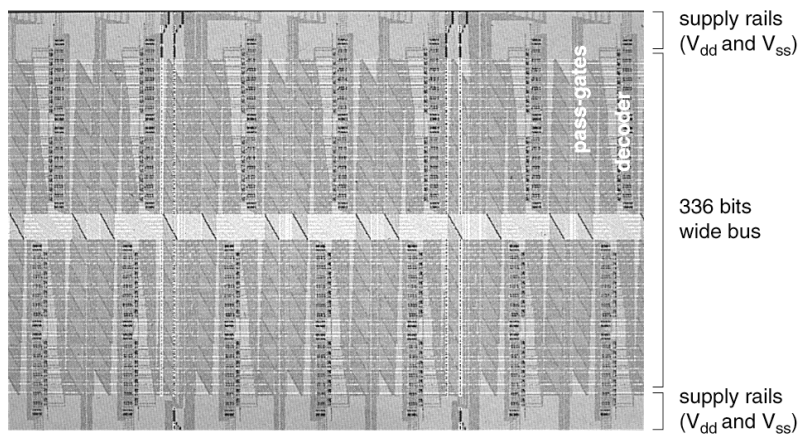 supply rails
(Vdd and Vss)
pass-gates
decoder
336 bits
wide bus
supply rails
(Vdd and Vss)